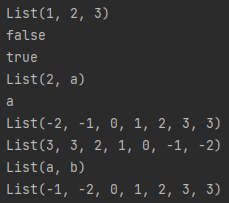 List(1, 2, 3)
false
true
List(2, a)
a
List(-2, -1, 0, 1, 2, 3, 3)
List(3, 3, 2, 1, 0, -1, -2)
List(a, b)
List(-1, -2, 0, 1, 2, 3, 3)